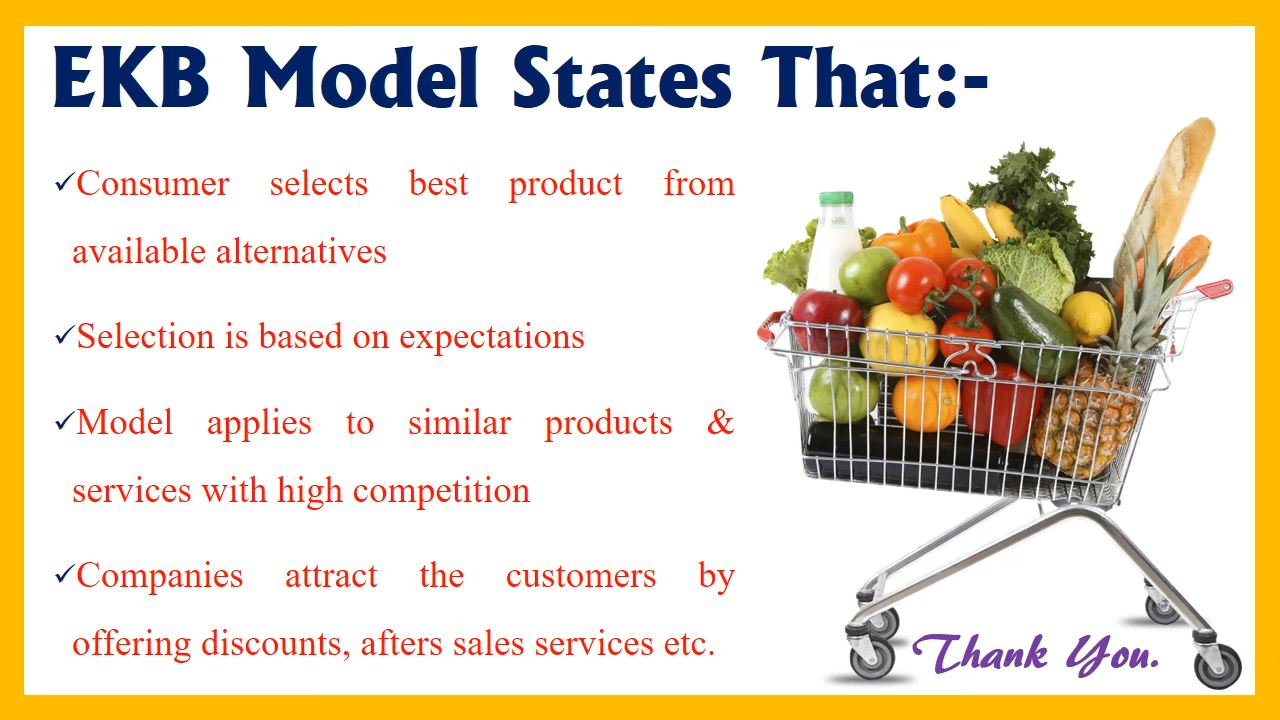 EKB Model States That:-
✓Consumer selects best product from
available alternatives
✓Selection is based on expectations
✓Model applies to similar products &
services with high competition
✓Companies attract the customers by
offering discounts, afters sales services etc.
Thank You.